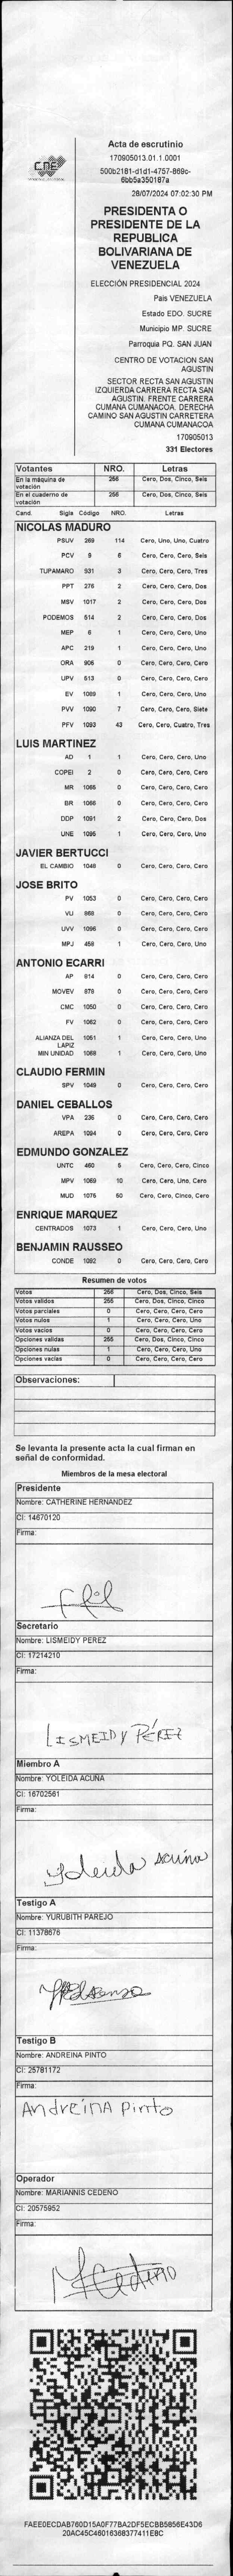 CNE
Acta de escrutinio
170905013.01.1.0001
500b2181-d1d1-4757-869c-
6bb5a350187a
28/07/2024 07:02:30 PM
PRESIDENTA O
PRESIDENTE DE LA
REPUBLICA
BOLIVARIANA DE
VENEZUELA
ELECCIÓN PRESIDENCIAL 2024
Pais VENEZUELA
Estado EDO. SUCRE
Municipio MP. SUCRE
Parroquia PQ. SAN JUAN
CENTRO DE VOTACION SAN
AGUSTIN
SECTOR RECTA SAN AGUSTIN
IZQUIERDA CARRERA RECTA SAN
AGUSTIN. FRENTE CARRERA
CUMANA CUMANACOA. DERECHA
CAMINO SAN AGUSTIN CARRETERA
CUMANA CUMANACOA
170905013
331 Electores
Votantes NRO. Letras
En la máquina de votación 256 Cero, Dos, Cinco, Seis
En el cuaderno de votación 256 Cero, Dos, Cinco, Seis
Cand. Sigla Código NRO. Letras
NICOLAS MADURO
PSUV 269 114 Cero, Uno, Uno, Cuatro
PCV 9 6 Cero, Cero, Cero, Seis
TUPAMARO 931 3 Cero, Cero, Cero, Tres
PPT 276 2 Cero, Cero, Cero, Dos
MSV 1017 2 Cero, Cero, Cero, Dos
PODEMOS 514 2 Cero, Cero, Cero, Dos
MEP 6 1 Cero, Cero, Cero, Uno
APC 219 1 Cero, Cero, Cero, Uno
ORA 906 0 Cero, Cero, Cero, Cero
UPV 513 0 Cero, Cero, Cero, Cero
EV 1089 1 Cero, Cero, Cero, Uno
PVV 1090 7 Cero, Cero, Cero, Siete
PFV 1093 43 Cero, Cero, Cuatro, Tres
LUIS MARTINEZ
AD 1 1 Cero, Cero, Cero, Uno
COPEI 2 0 Cero, Cero, Cero, Cero
MR 1065 0 Cero, Cero, Cero, Cero
BR 1066 0 Cero, Cero, Cero, Cero
DDP 1091 2 Cero, Cero, Cero, Dos
UNE 1095 1 Cero, Cero, Cero, Uno
JAVIER BERTUCCI
EL CAMBIO 1048 0 Cero, Cero, Cero, Cero
JOSE BRITO
PV 1053 0 Cero, Cero, Cero, Cero
VU 868 0 Cero, Cero, Cero, Cero
UVV 1096 0 Cero, Cero, Cero, Cero
MPJ 458 1 Cero, Cero, Cero, Uno
ANTONIO ECARRI
AP 814 0 Cero, Cero, Cero, Cero
MOVEV 878 0 Cero, Cero, Cero, Cero
CMC 1050 0 Cero, Cero, Cero, Cero
FV 1062 0 Cero, Cero, Cero, Cero
ALIANZA DEL LAPIZ 1051 1 Cero, Cero, Cero, Uno
MIN UNIDAD 1068 1 Cero, Cero, Cero, Uno
CLAUDIO FERMIN
SPV 1049 0 Cero, Cero, Cero, Cero
DANIEL CEBALLOS
VPA 236 0 Cero, Cero, Cero, Cero
AREPA 1094 0 Cero, Cero, Cero, Cero
EDMUNDO GONZALEZ
UNTC 460 5 Cero, Cero, Cero, Cinco
MPV 1069 10 Cero, Cero, Uno, Cero
MUD 1075 50 Cero, Cero, Cinco, Cero
ENRIQUE MARQUEZ
CENTRADOS 1073 1 Cero, Cero, Cero, Uno
BENJAMIN RAUSSEO
CONDE 1092 0 Cero, Cero, Cero, Cero
Resumen de votos
Votos 256 Cero, Dos, Cinco, Seis
Votos validos 255 Cero, Dos, Cinco, Cinco
Votos parciales 0 Cero, Cero, Cero, Cero
Votos nulos 1 Cero, Cero, Cero, Uno
Votos vacios 0 Cero, Cero, Cero, Cero
Opciones validas 255 Cero, Dos, Cinco, Cinco
Opciones nulas 1 Cero, Cero, Cero, Uno
Opciones vacias 0 Cero, Cero, Cero, Cero
Observaciones:
Se levanta la presente acta la cual firman en
señal de conformidad.
Miembros de la mesa electoral
Presidente
Nombre: CATHERINE HERNANDEZ
CI: 14670120
Firma:
Secretario
Nombre: LISMEIDY PEREZ
CI: 17214210
Firma:
LISMEIDY PÉREZ
Miembro A
Nombre: YOLEIDA ACUÑA
CI: 16702561
Firma:
Yoleida Acuña
Testigo A
Nombre: YURUBITH PAREJO
CI: 11378676
Firma:
Testigo B
Nombre: ANDREINA PINTO
CI: 25781172
Firma:
AndreinA Pinto
Operador
Nombre: MARIANNIS CEDEÑO
CI: 20575952
Firma:
MCedeño
FAEE0ECDAB760D15A0F77BA2DF5ECBB5856E43D6
20AC45C46016368377411E8C